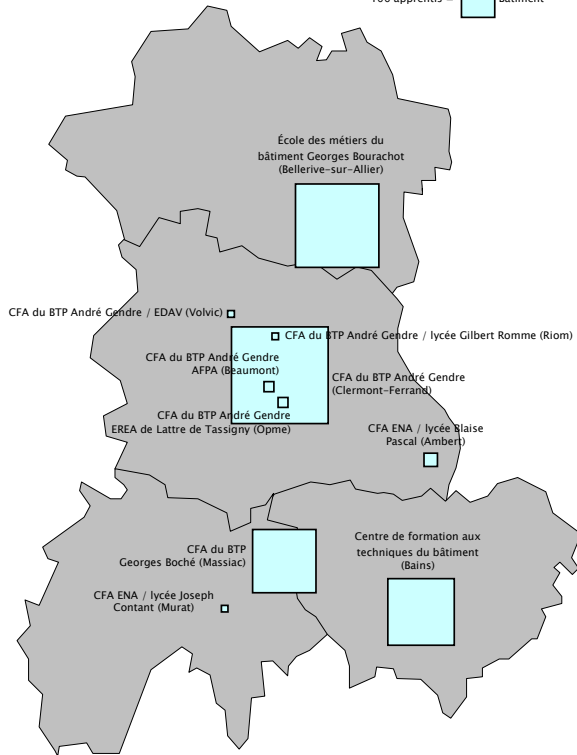 100 apprentis = Bâtiment
École des métiers du
bâtiment Georges Bourachot
(Bellerive-sur-Allier)
CFA du BTP André Gendre / EDAV (Volvic)
CFA du BTP André Gendre / lycée Gilbert Romme (Riom)
CFA du BTP André Gendre
AFPA (Beaumont)
CFA du BTP André Gendre
(Clermont-Ferrand)
CFA du BTP André Gendre
EREA de Lattre de Tassigny (Opme)
CFA ENA / lycée Blaise
Pascal (Ambert)
CFA du BTP
Georges Boché (Massiac)
Centre de formation aux
techniques du bâtiment
(Bains)
CFA ENA / lycée Joseph
Contant (Murat)